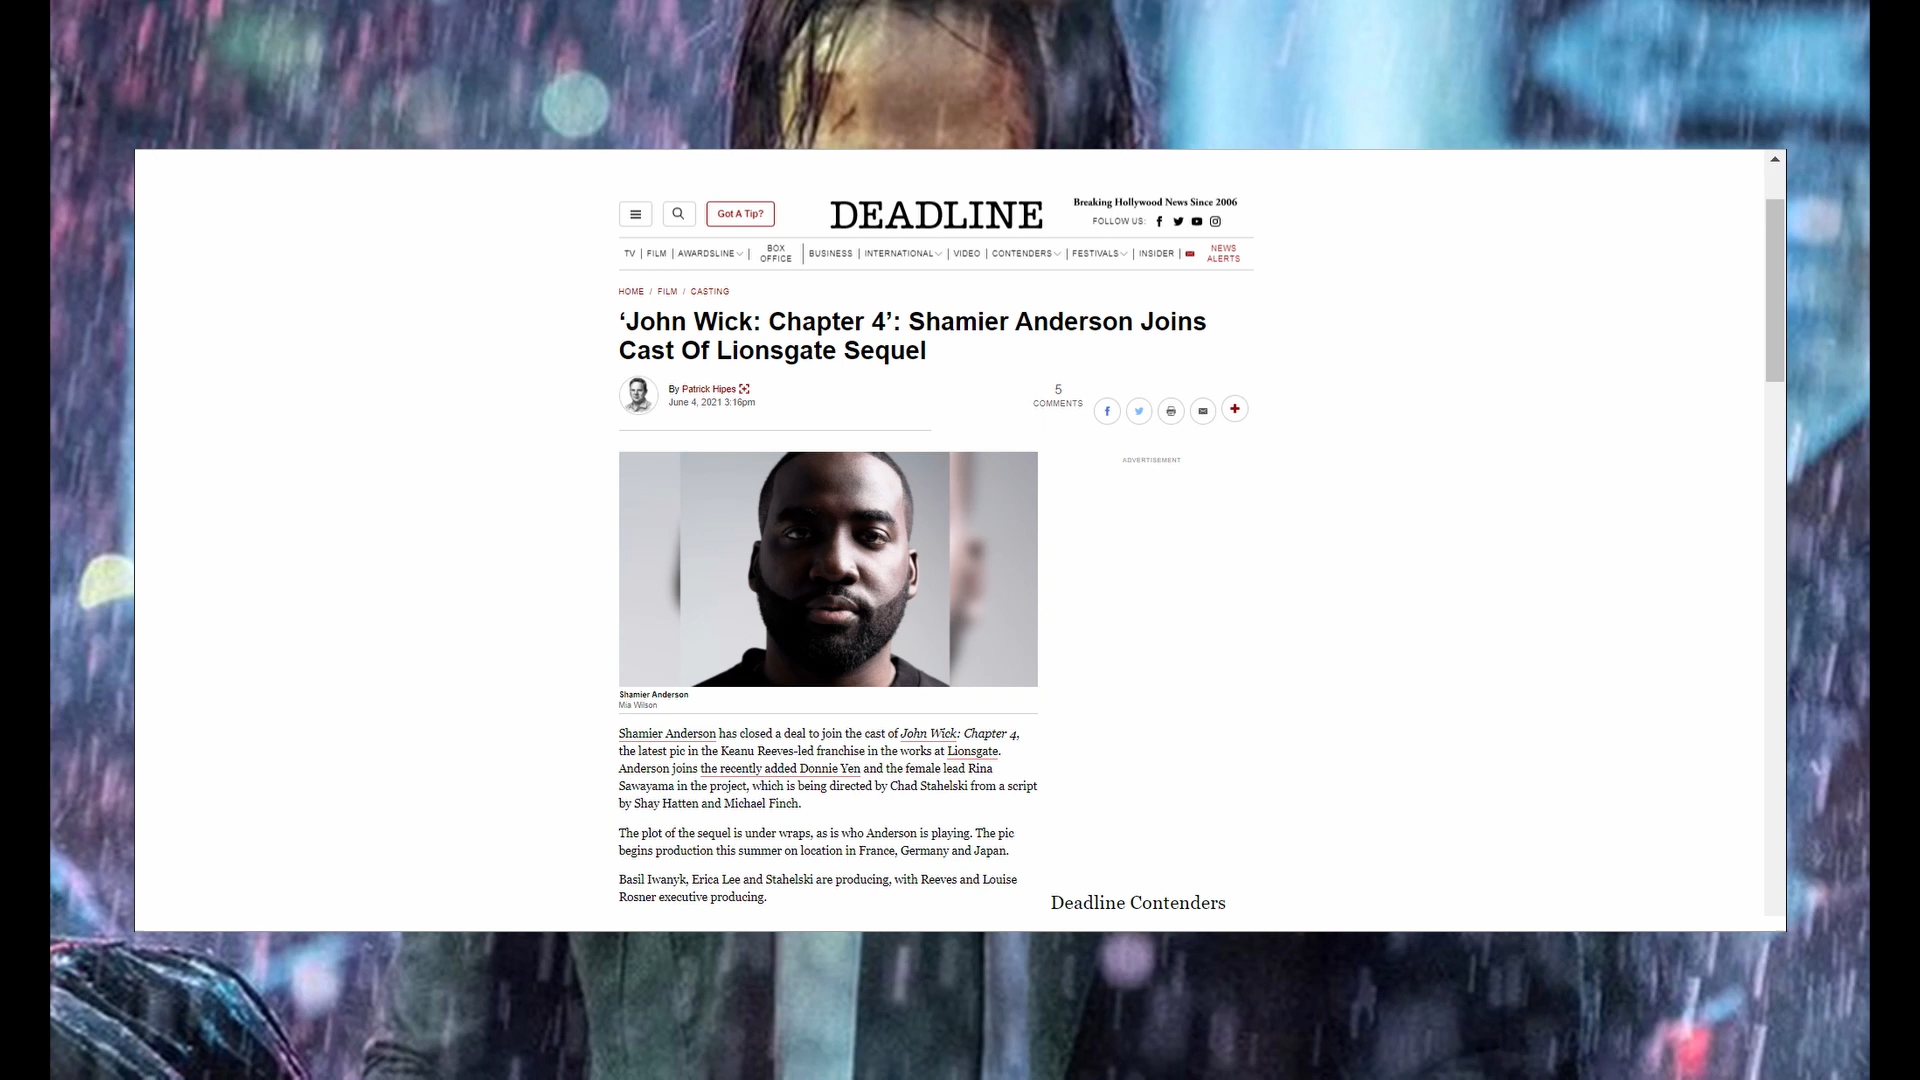 Got A Tip?
DEADLINE
Breaking Hollywood News Since 2006
FOLLOW US:
TV | FILM | AWARDSLINE | BOX OFFICE | BUSINESS | INTERNATIONAL | VIDEO | CONTENDERS | FESTIVALS | INSIDER | NEWS ALERTS
HOME / FILM / CASTING
‘John Wick: Chapter 4’: Shamier Anderson Joins
Cast Of Lionsgate Sequel
By Patrick Hipes
June 4, 2021 3:16pm
5
COMMENTS
ADVERTISEMENT
Shamier Anderson
Mia Wilson
Shamier Anderson has closed a deal to join the cast of John Wick: Chapter 4,
the latest pic in the Keanu Reeves-led franchise in the works at Lionsgate.
Anderson joins the recently added Donnie Yen and the female lead Rina
Sawayama in the project, which is being directed by Chad Stahelski from a script
by Shay Hatten and Michael Finch.
The plot of the sequel is under wraps, as is who Anderson is playing. The pic
begins production this summer on location in France, Germany and Japan.
Basil Iwanyk, Erica Lee and Stahelski are producing, with Reeves and Louise
Rosner executive producing.
Deadline Contenders